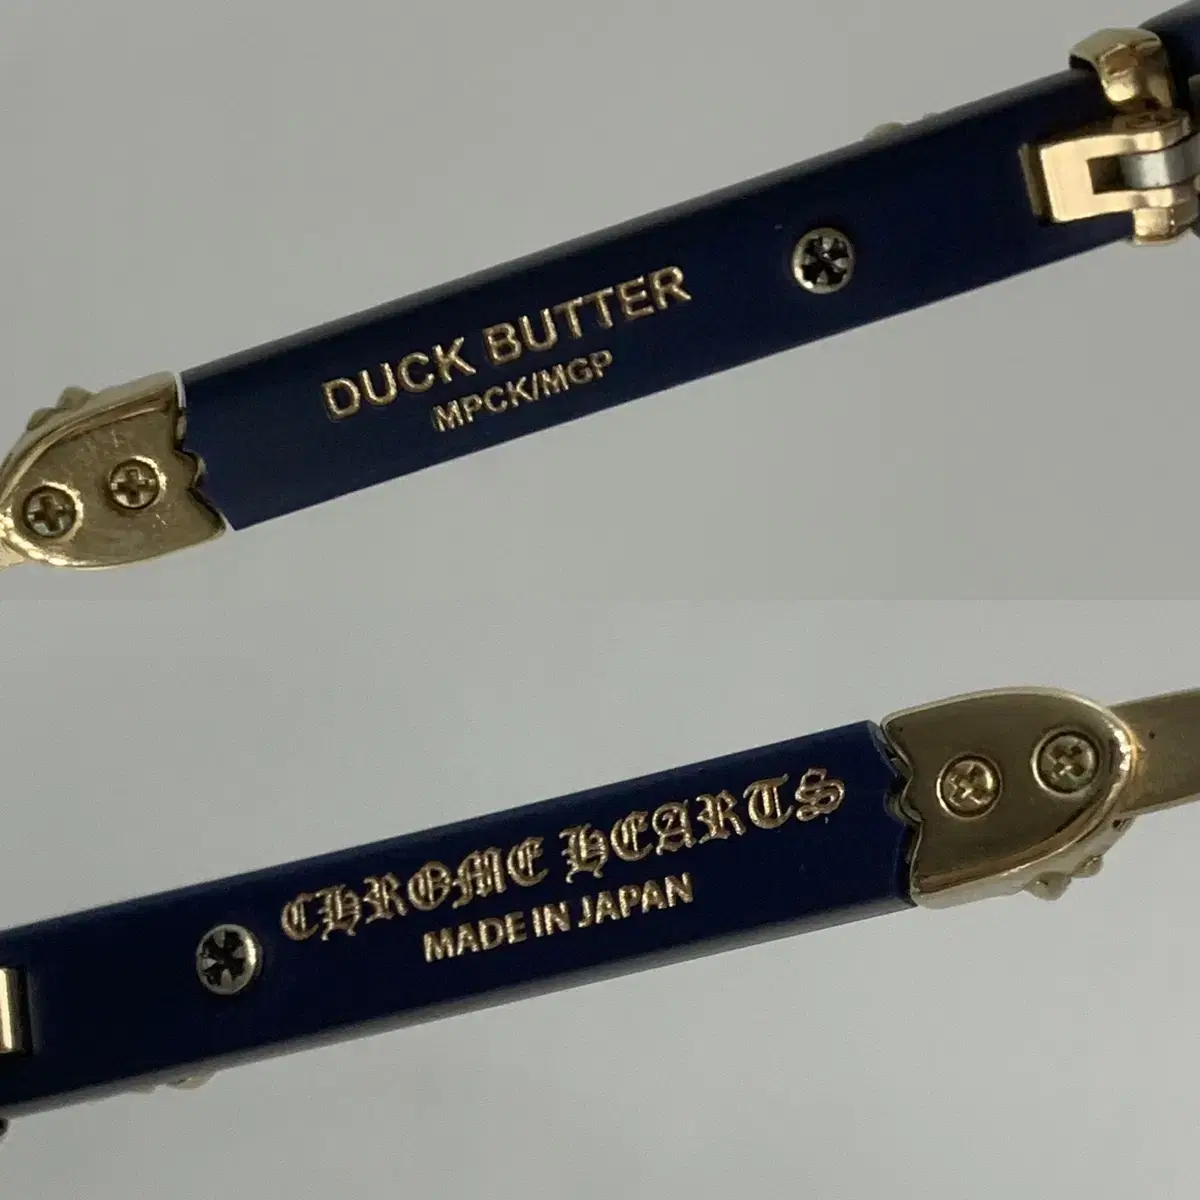 DUCK BUTTER
MPCK/MGP
CHROME HEARTS
MADE IN JAPAN